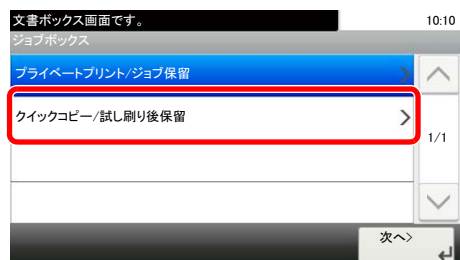 文書ボックス画面です。 10:10
ジョブボックス
プライベートプリント/ジョブ保留
クイックコピー/試し刷り後保留
1/1
次へ>